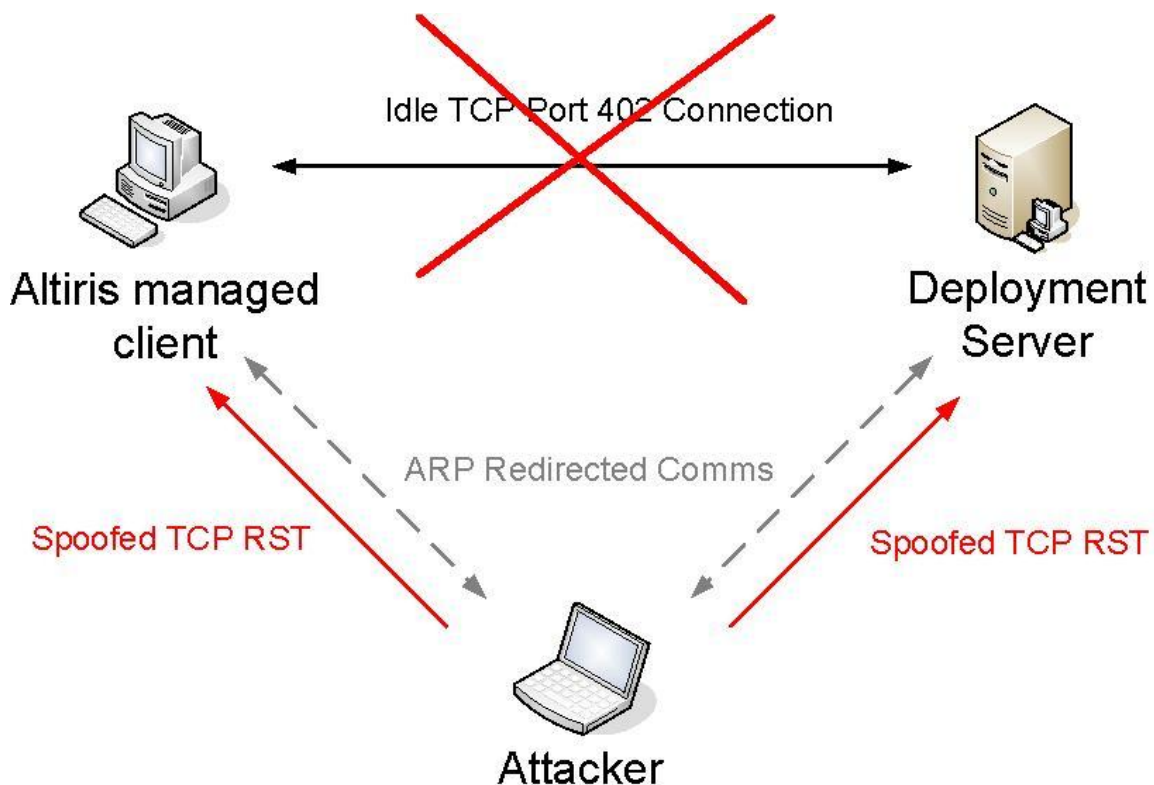 Idle TCP Port 402 Connection
Altiris managed
client
Deployment
Server
ARP Redirected Comms
Spoofed TCP RST
Spoofed TCP RST
Attacker